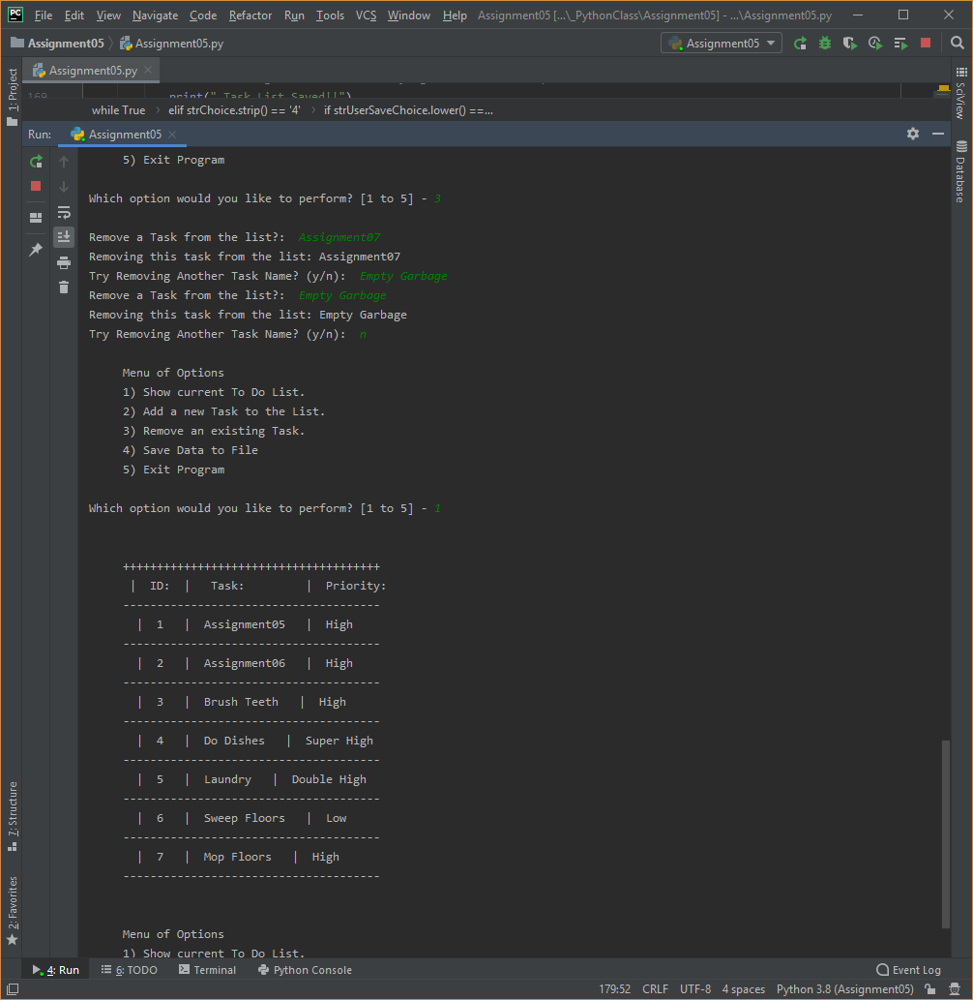 PC File Edit View Navigate Code Refactor Run Tools VCS Window Help Assignment05 [...\_PythonClass\Assignment05] - ...\Assignment05.py
Assignment05 Assignment05.py Assignment05
Assignment05.py
1: Project
169 print(" Task List Saved!!")
while True elif strChoice.strip() == '4' if strUserSaveChoice.lower() ==...
SciView
Run: Assignment05
Database
5) Exit Program
Which option would you like to perform? [1 to 5] - 3
Remove a Task from the list?: Assignment07
Removing this task from the list: Assignment07
Try Removing Another Task Name? (y/n): Empty Garbage
Remove a Task from the list?: Empty Garbage
Removing this task from the list: Empty Garbage
Try Removing Another Task Name? (y/n): n
Menu of Options
1) Show current To Do List.
2) Add a new Task to the List.
3) Remove an existing Task.
4) Save Data to File
5) Exit Program
Which option would you like to perform? [1 to 5] - 1
++++++++++++++++++++++++++++++++++++++
| ID: | Task: | Priority:
--------------------------------------
| 1 | Assignment05 | High
--------------------------------------
| 2 | Assignment06 | High
--------------------------------------
| 3 | Brush Teeth | High
--------------------------------------
| 4 | Do Dishes | Super High
--------------------------------------
| 5 | Laundry | Double High
--------------------------------------
| 6 | Sweep Floors | Low
--------------------------------------
| 7 | Mop Floors | High
--------------------------------------
Menu of Options
1) Show current To Do List.
7: Structure
2: Favorites
4: Run 6: TODO Terminal Python Console Event Log
179:52 CRLF UTF-8 4 spaces Python 3.8 (Assignment05)